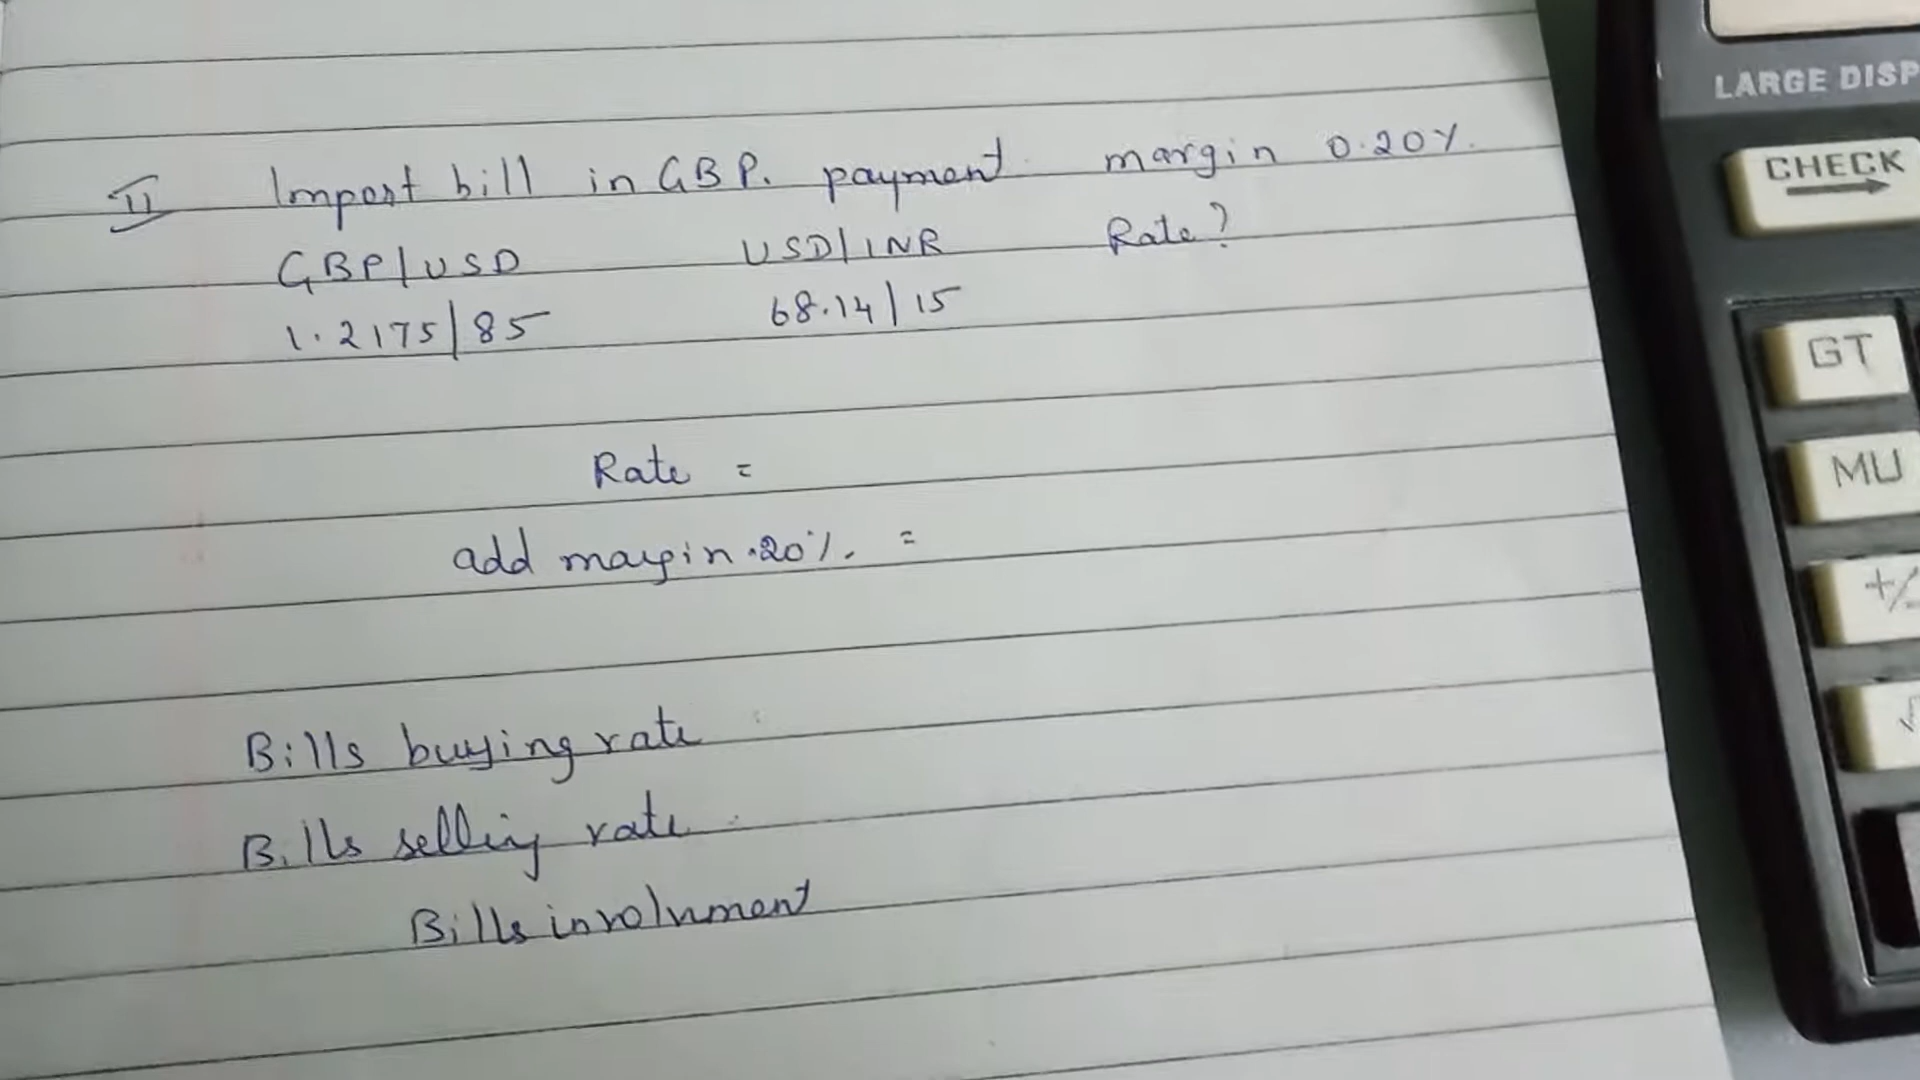 II Import bill in GBP. payment margin 0.20%.
GBP/USD USD/INR Rate?
1.2175/85 68.14/15
Rate =
add margin .20%. =
Bills buying rate
Bills selling rate
Bills involvment
LARGE DISP
CHECK
GT
MU
+/-
√